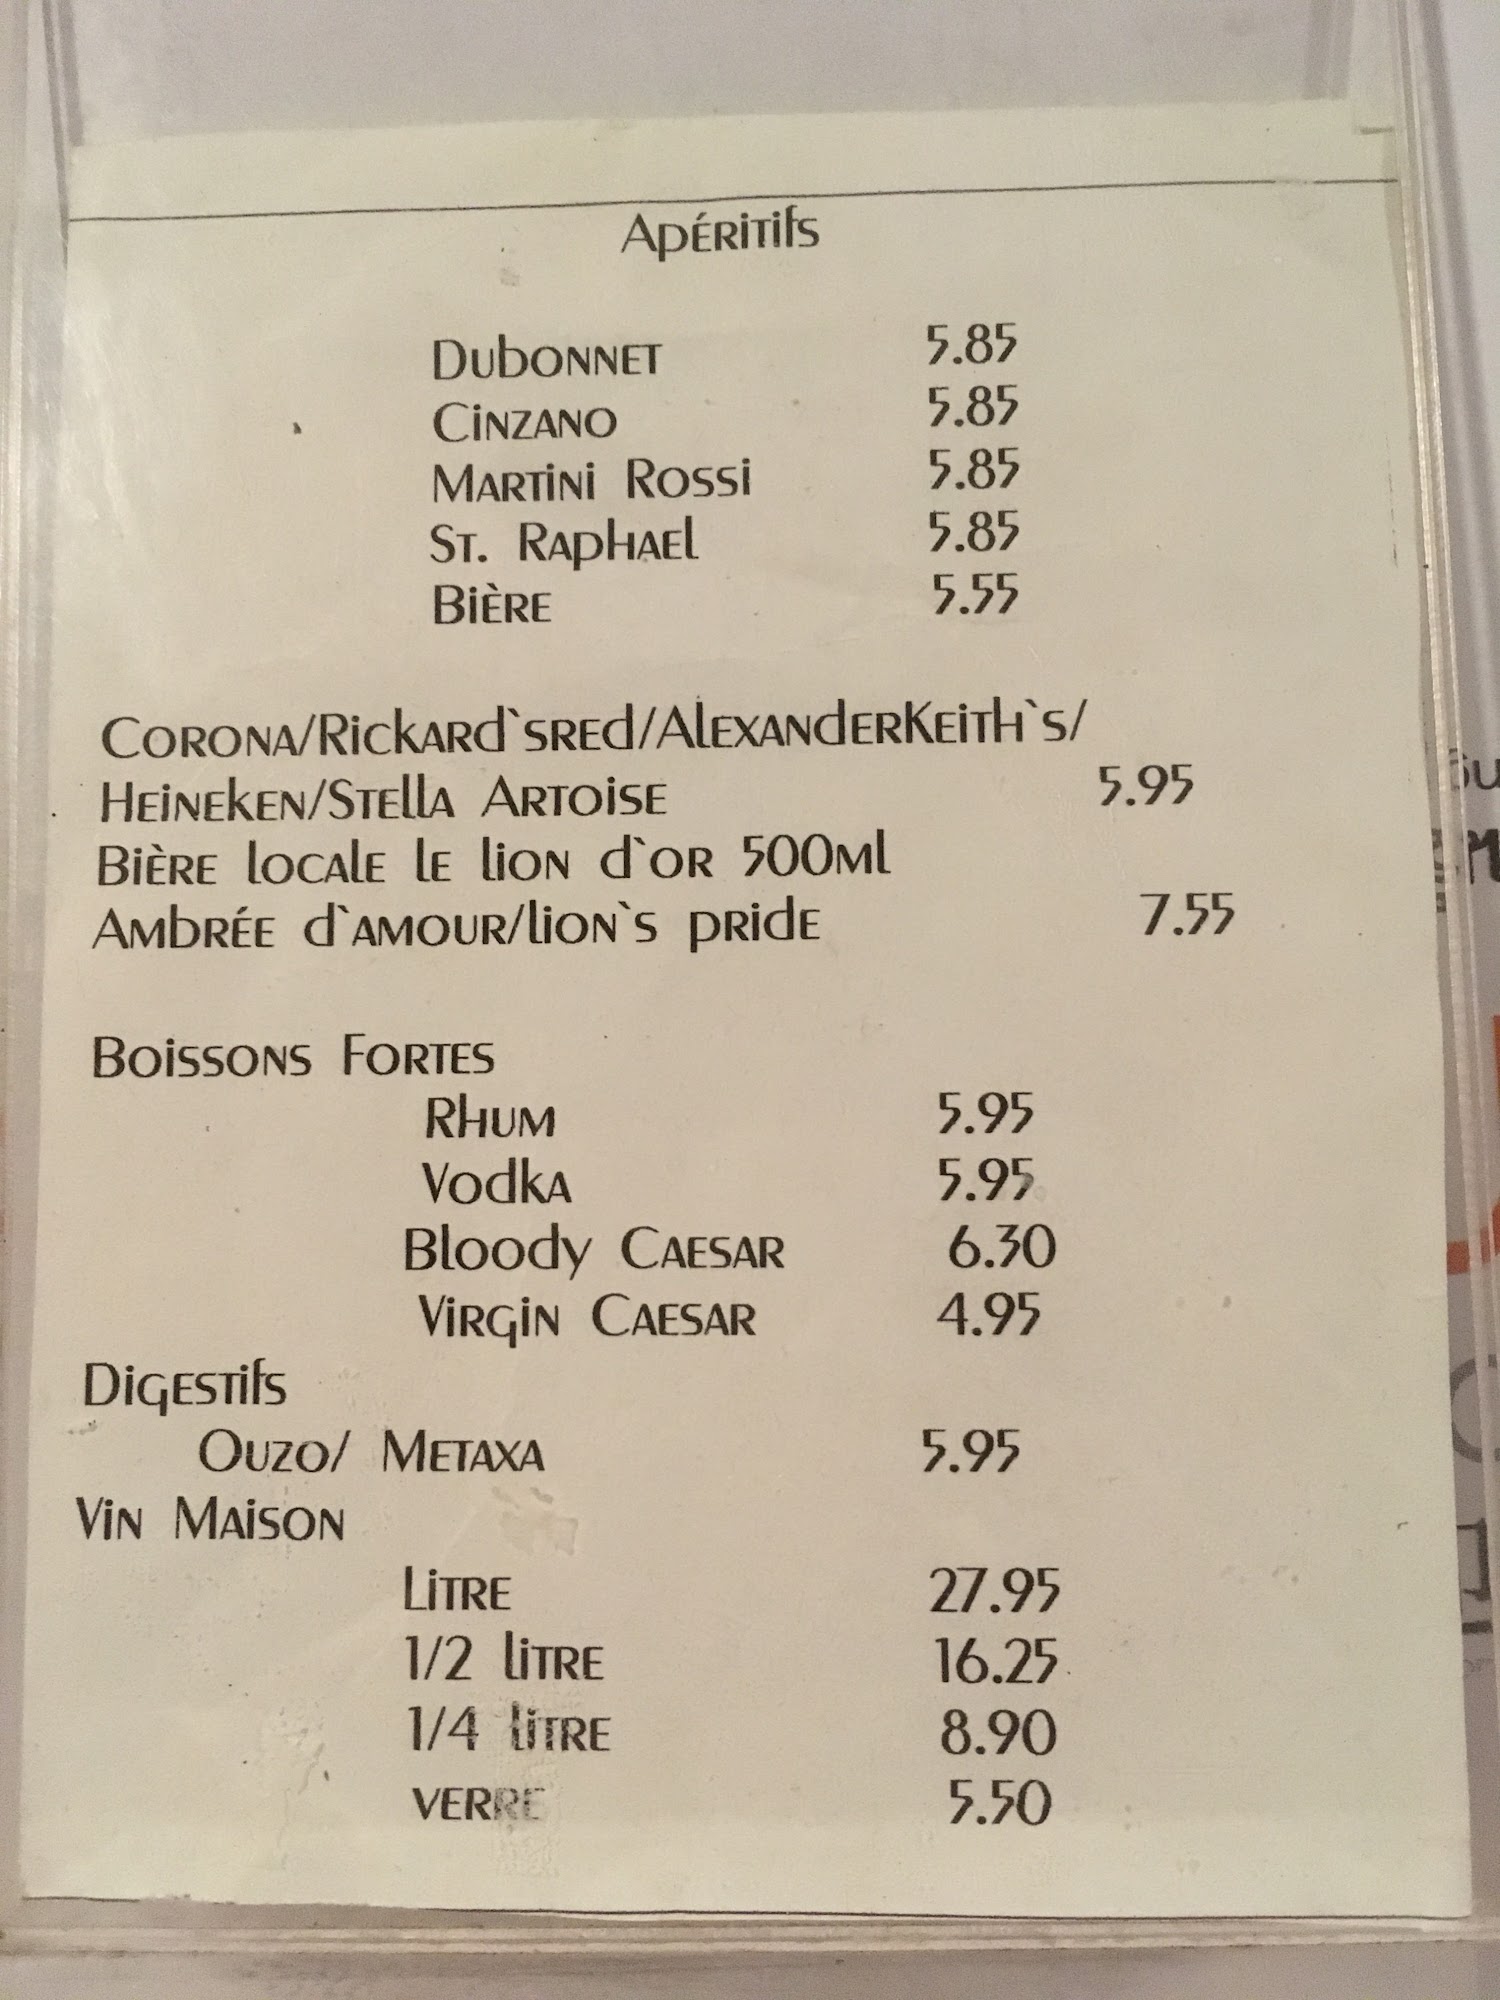 Apéritifs
Dubonnet 5.85
Cinzano 5.85
Martini Rossi 5.85
St. Raphael 5.85
Bière 5.55
Corona/Rickard`sRed/AlexanderKeith`s/
Heineken/Stella Artoise 5.95
Bière locale le lion d`or 500ml
Ambrée d`amour/lion`s pride 7.55
Boissons Fortes
Rhum 5.95
Vodka 5.95
Bloody Caesar 6.30
Virgin Caesar 4.95
Digestifs
Ouzo/ Metaxa 5.95
Vin Maison
Litre 27.95
1/2 litre 16.25
1/4 litre 8.90
verre 5.50